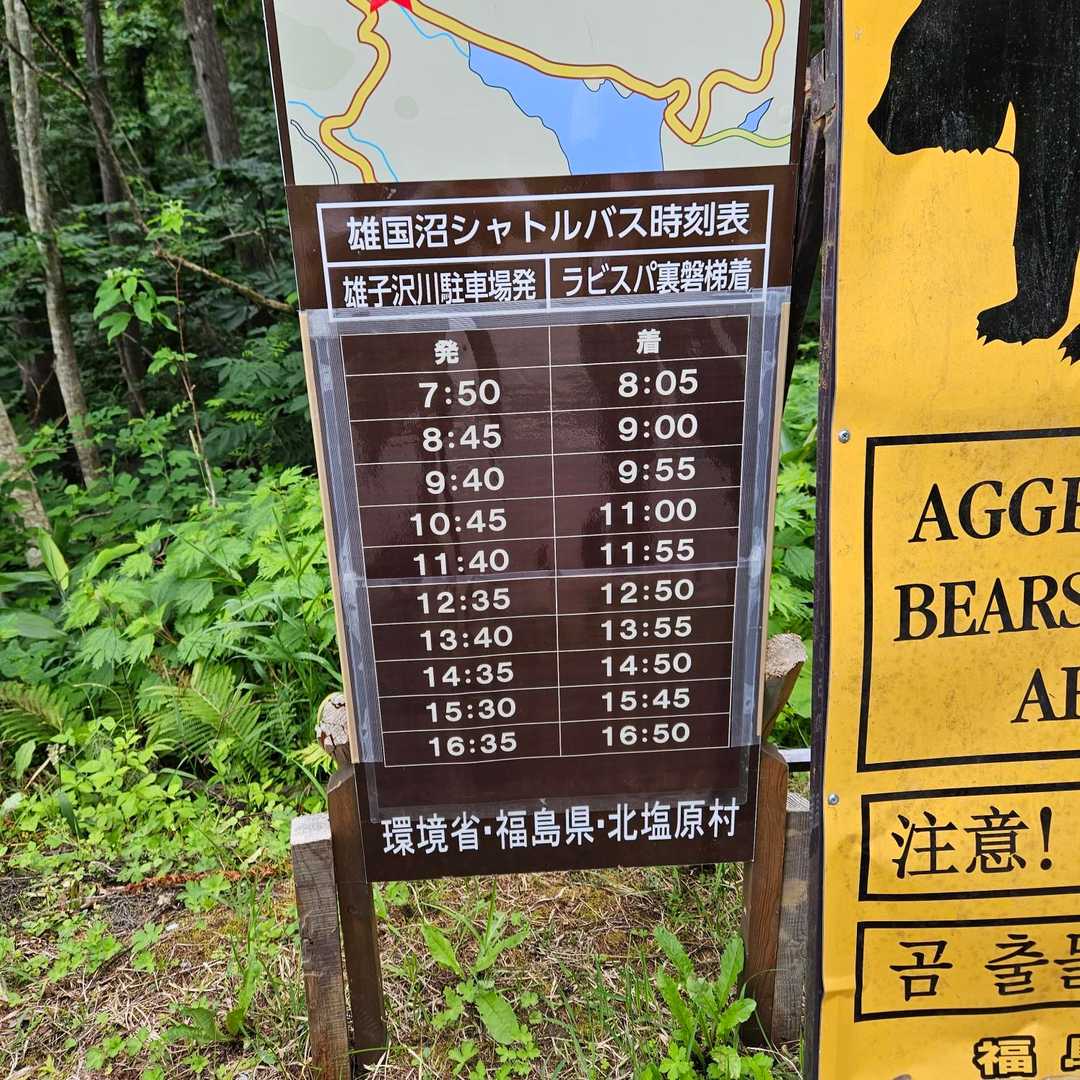 雄国沼シャトルバス時刻表
雄子沢川駐車場発 ラビスパ裏磐梯着
発 着
7:50 8:05
8:45 9:00
9:40 9:55
10:45 11:00
11:40 11:55
12:35 12:50
13:40 13:55
14:35 14:50
15:30 15:45
16:35 16:50
環境省・福島県・北塩原村
BEARS
注意!
곰 출
福